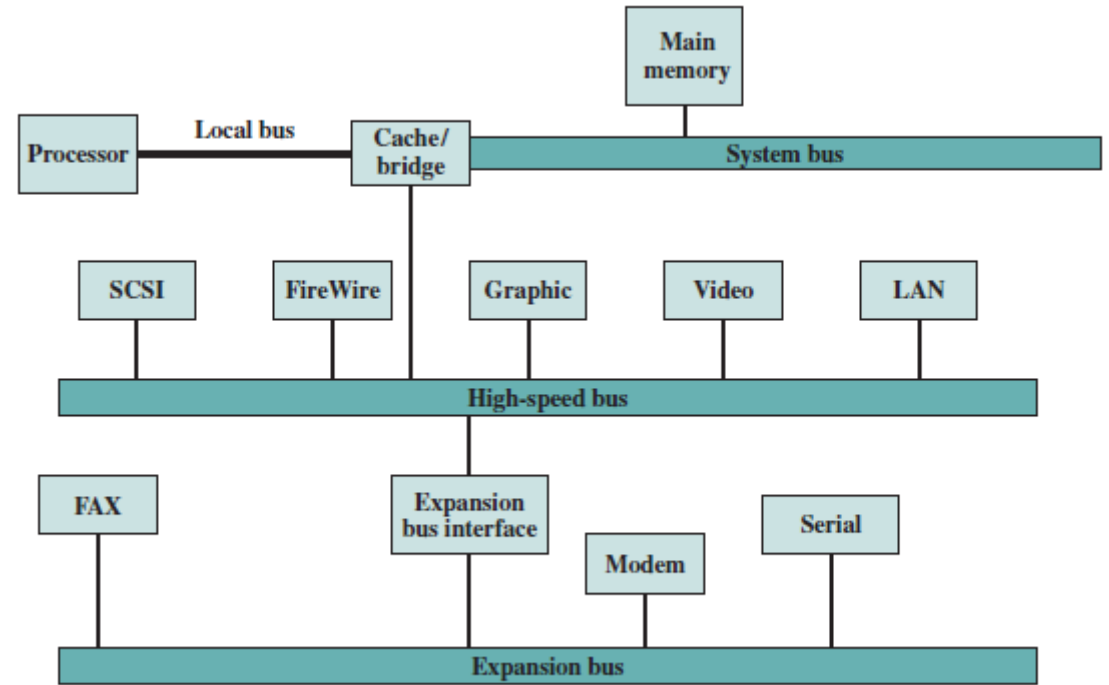 Main
memory
Local bus
Processor
Cache/
bridge
System bus
SCSI
FireWire
Graphic
Video
LAN
High-speed bus
FAX
Expansion
bus interface
Serial
Modem
Expansion bus